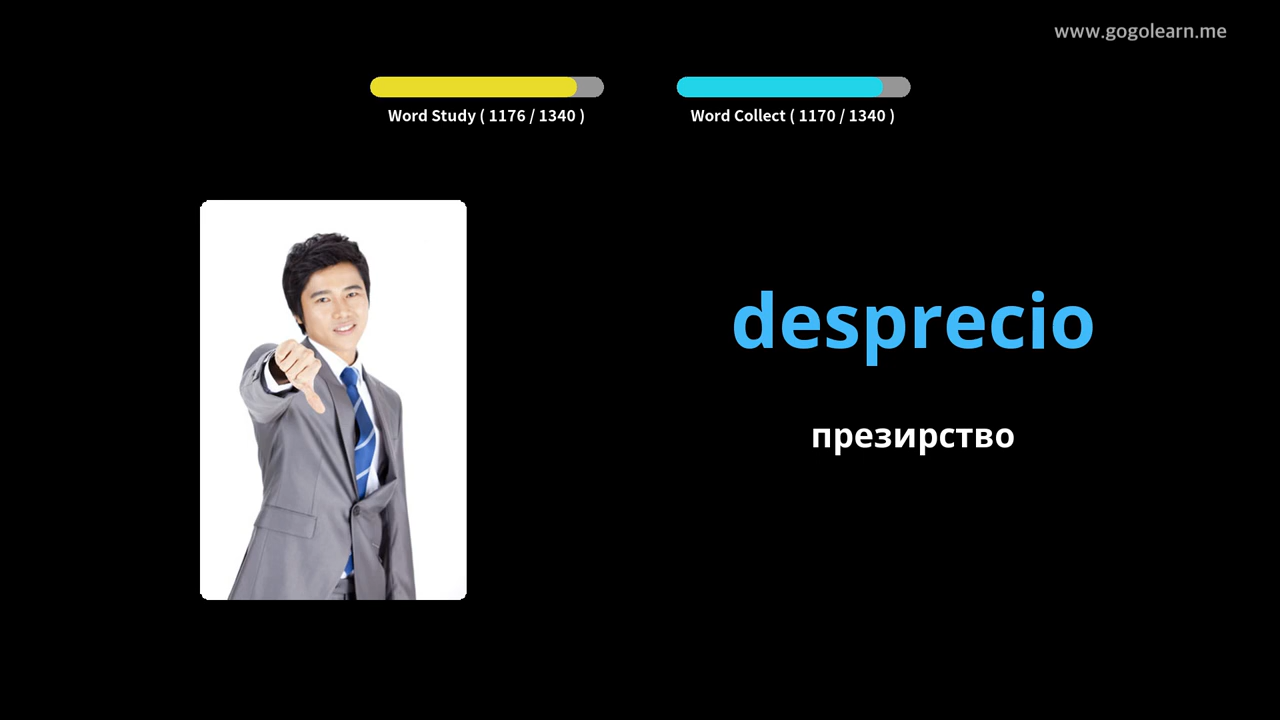 www.gogolearn.me
Word Study ( 1176 / 1340 )
Word Collect ( 1170 / 1340 )
desprecio
презирство